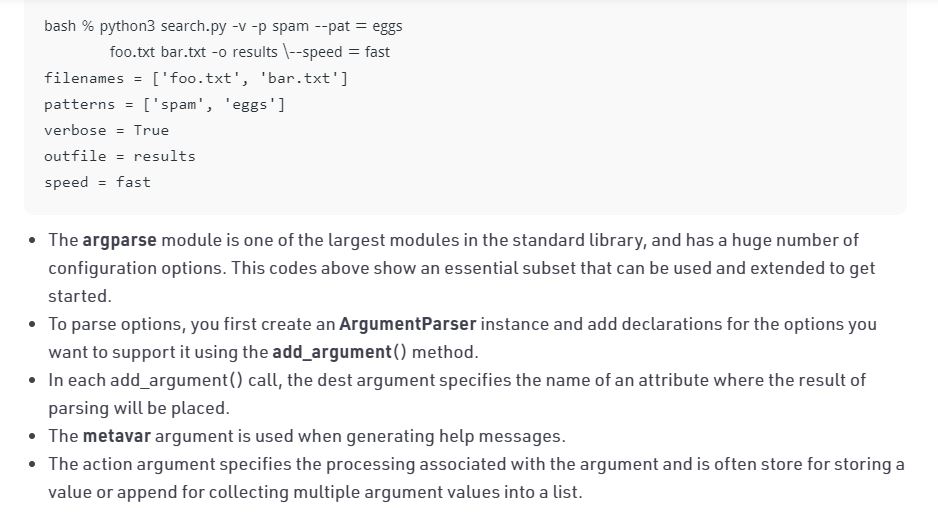 bash % python3 search.py -v -p spam --pat = eggs
foo.txt bar.txt -o results \--speed = fast
filenames = ['foo.txt', 'bar.txt']
patterns = ['spam', 'eggs']
verbose = True
outfile = results
speed = fast
• The argparse module is one of the largest modules in the standard library, and has a huge number of
configuration options. This codes above show an essential subset that can be used and extended to get
started.
• To parse options, you first create an ArgumentParser instance and add declarations for the options you
want to support it using the add_argument() method.
• In each add_argument() call, the dest argument specifies the name of an attribute where the result of
parsing will be placed.
• The metavar argument is used when generating help messages.
• The action argument specifies the processing associated with the argument and is often store for storing a
value or append for collecting multiple argument values into a list.